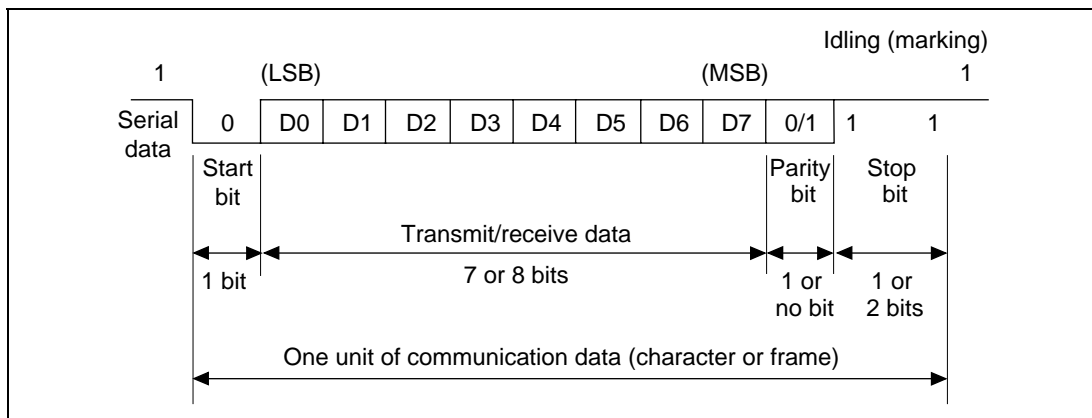 Idling (marking)
1 (LSB) (MSB) 1
Serial data
0 D0 D1 D2 D3 D4 D5 D6 D7 0/1 1 1
Start bit
Parity bit
Stop bit
Transmit/receive data
1 bit
7 or 8 bits
1 or no bit
1 or 2 bits
One unit of communication data (character or frame)